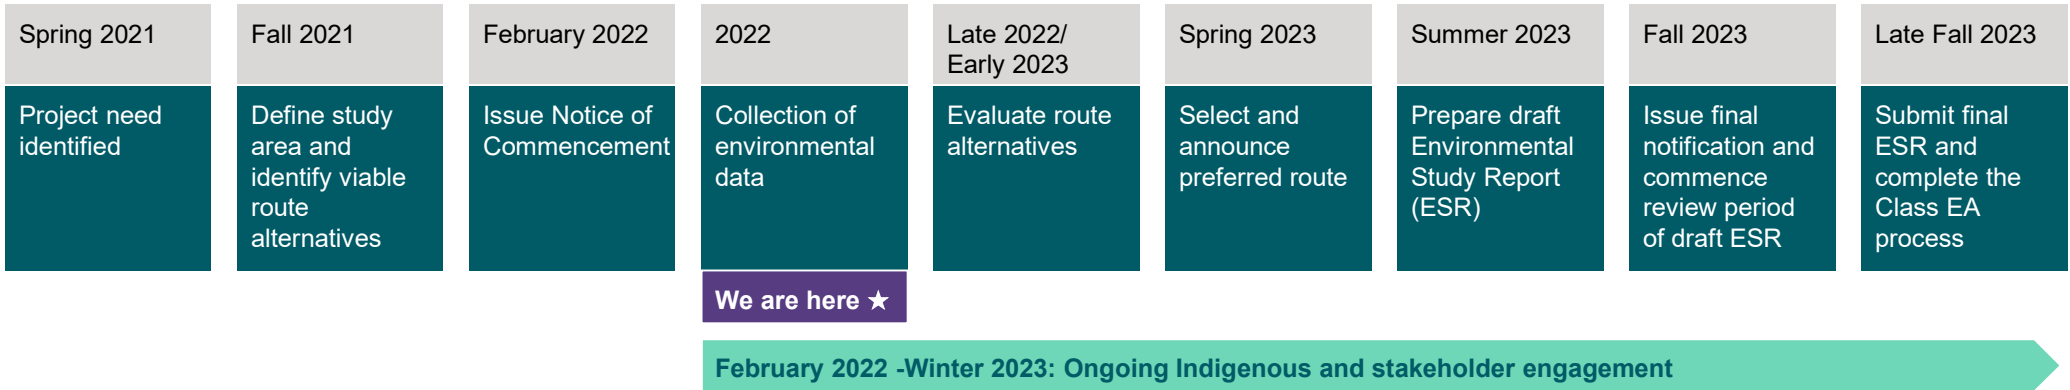 Spring 2021
Project need
identified
Fall 2021
Define study
area and
identify viable
route
alternatives
February 2022
Issue Notice of
Commencement
2022
Collection of
environmental
data
We are here ★
Late 2022/
Early 2023
Evaluate route
alternatives
Spring 2023
Select and
announce
preferred route
Summer 2023
Prepare draft
Environmental
Study Report
(ESR)
Fall 2023
Issue final
notification and
commence
review period
of draft ESR
Late Fall 2023
Submit final
ESR and
complete the
Class EA
process
February 2022 -Winter 2023: Ongoing Indigenous and stakeholder engagement